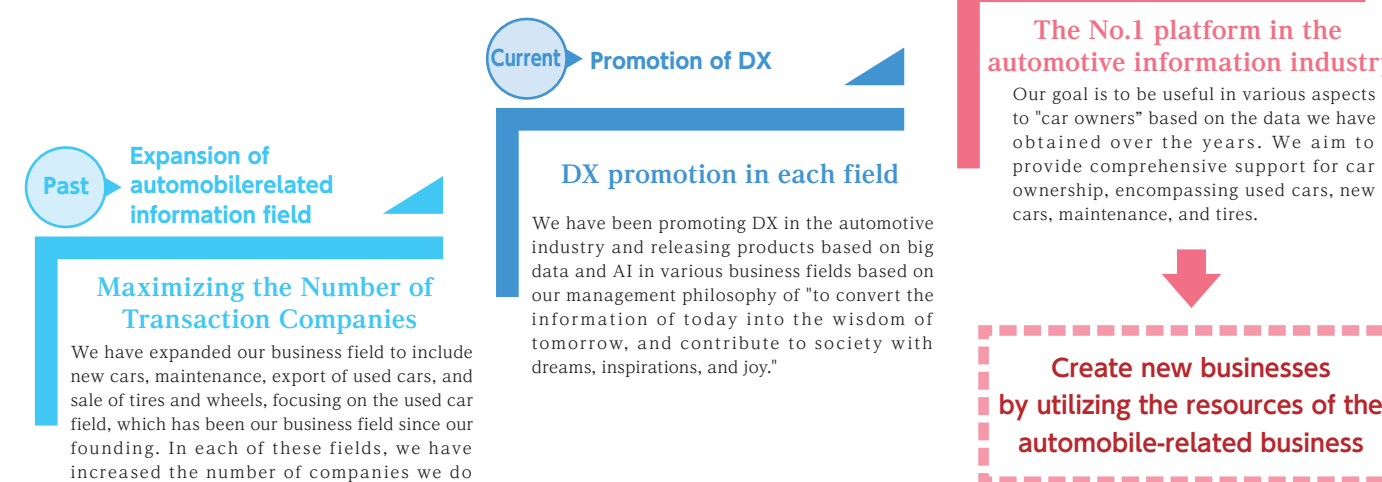 Past
Expansion of
automobilerelated
information field
Maximizing the Number of
Transaction Companies
We have expanded our business field to include
new cars, maintenance, export of used cars, and
sale of tires and wheels, focusing on the used car
field, which has been our business field since our
founding. In each of these fields, we have
increased the number of companies we do
Current
Promotion of DX
DX promotion in each field
We have been promoting DX in the automotive
industry and releasing products based on big
data and AI in various business fields based on
our management philosophy of "to convert the
information of today into the wisdom of
tomorrow, and contribute to society with
dreams, inspirations, and joy."
The No.1 platform in the
automotive information industry
Our goal is to be useful in various aspects
to "car owners” based on the data we have
obtained over the years. We aim to
provide comprehensive support for car
ownership, encompassing used cars, new
cars, maintenance, and tires.
Create new businesses
by utilizing the resources of the
automobile-related business